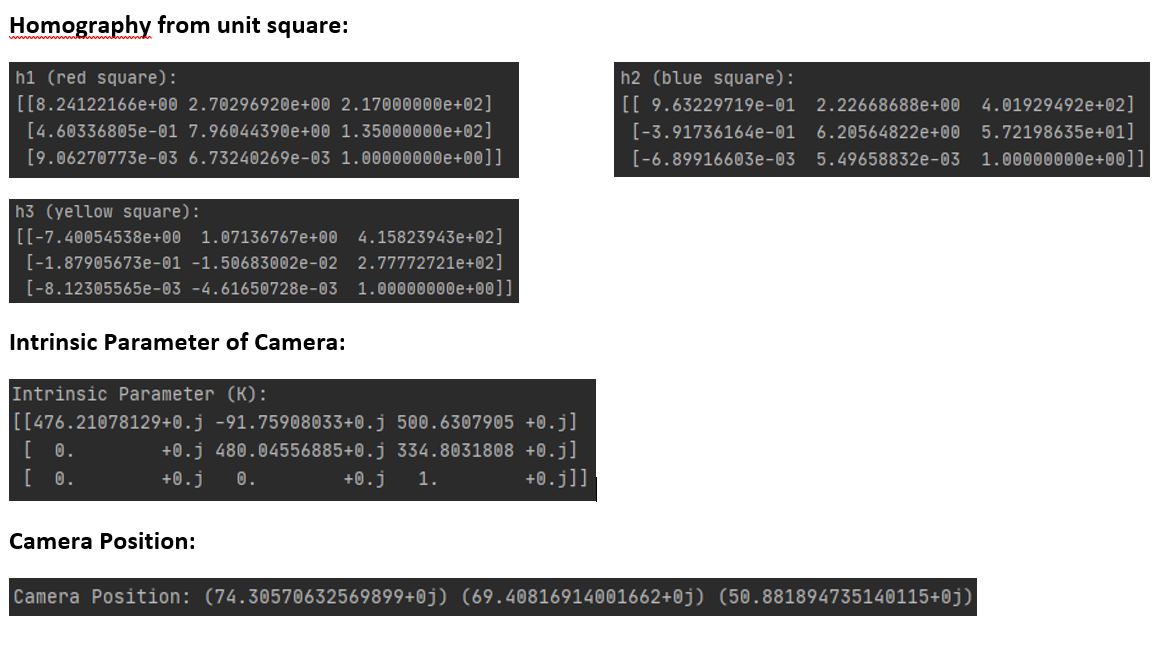 Homography from unit square:
h1 (red square):
[[8.24122166e+00 2.70296920e+00 2.17000000e+02]
[4.60336805e-01 7.96044390e+00 1.35000000e+02]
[9.06270773e-03 6.73240269e-03 1.00000000e+00]]
h2 (blue square):
[[ 9.63229719e-01 2.22668688e+00 4.01929492e+02]
[-3.91736164e-01 6.20564822e+00 5.72198635e+01]
[-6.89916603e-03 5.49658832e-03 1.00000000e+00]]
h3 (yellow square):
[[-7.40054538e+00 1.07136767e+00 4.15823943e+02]
[-1.87905673e-01 -1.50683002e-02 2.77772721e+02]
[-8.12305565e-03 -4.61650728e-03 1.00000000e+00]]
Intrinsic Parameter of Camera:
Intrinsic Parameter (K):
[[476.21078129+0.j -91.75908033+0.j 500.6307905 +0.j]
[ 0. +0.j 480.04556885+0.j 334.8031808 +0.j]
[ 0. +0.j 0. +0.j 1. +0.j]]
Camera Position:
Camera Position: (74.30570632569899+0j) (69.40816914001662+0j) (50.881894735140115+0j)